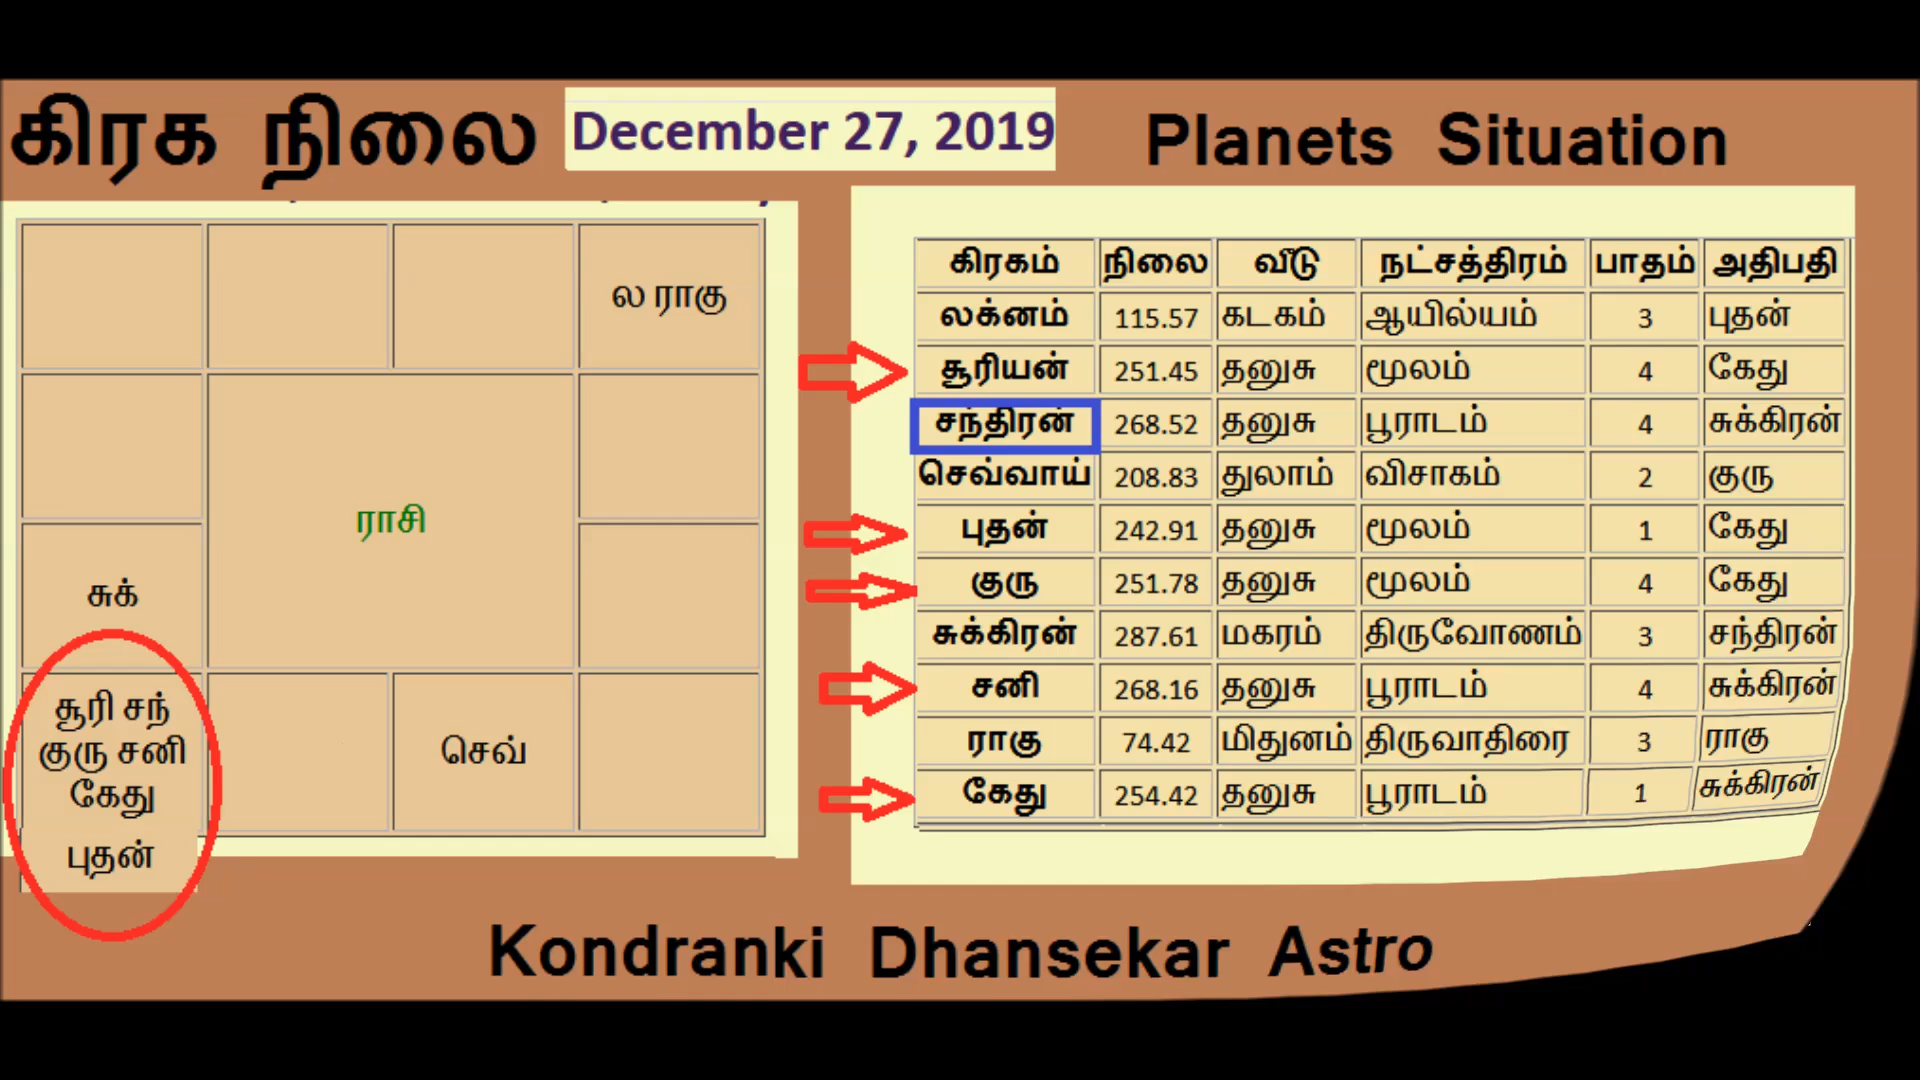 கிரக நிலை December 27, 2019 Planets Situation
ல ராகு
ராசி
சுக்
சூரி சந்
குரு சனி
கேது
புதன்
செவ்
கிரகம் நிலை வீடு நட்சத்திரம் பாதம் அதிபதி
லக்னம் 115.57 கடகம் ஆயில்யம் 3 புதன்
சூரியன் 251.45 தனுசு மூலம் 4 கேது
சந்திரன் 268.52 தனுசு பூராடம் 4 சுக்கிரன்
செவ்வாய் 208.83 துலாம் விசாகம் 2 குரு
புதன் 242.91 தனுசு மூலம் 1 கேது
குரு 251.78 தனுசு மூலம் 4 கேது
சுக்கிரன் 287.61 மகரம் திருவோணம் 3 சந்திரன்
சனி 268.16 தனுசு பூராடம் 4 சுக்கிரன்
ராகு 74.42 மிதுனம் திருவாதிரை 3 ராகு
கேது 254.42 தனுசு பூராடம் 1 சுக்கிரன்
Kondranki Dhansekar Astro